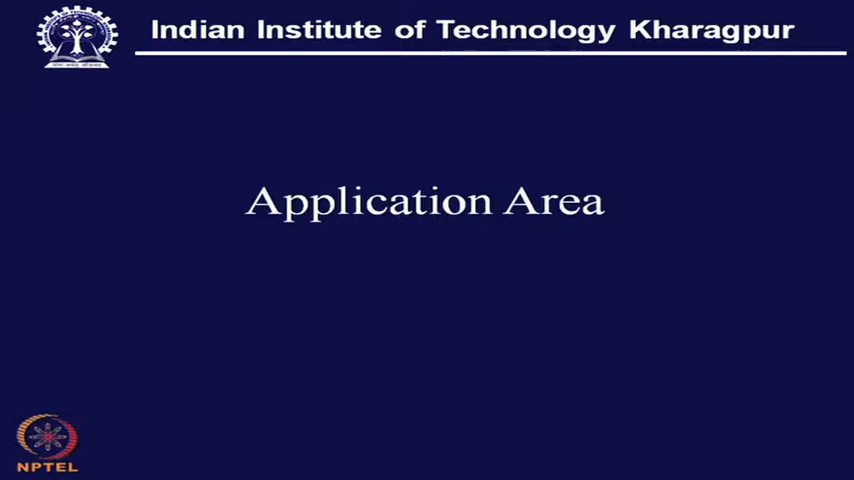 Indian Institute of Technology Kharagpur
Application Area
NPTEL